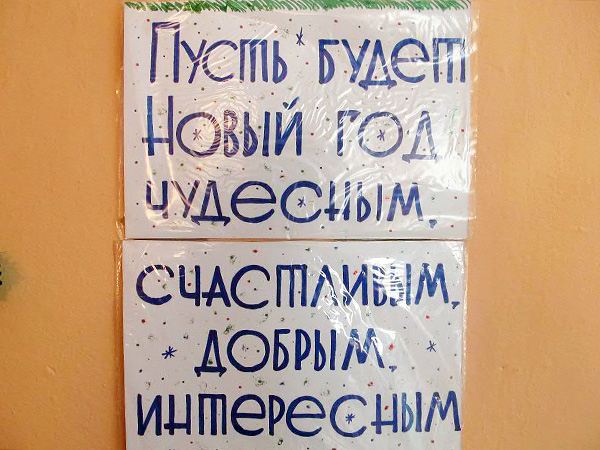 Пусть будет
Новый год
чудесным,
счастливым,
добрым,
интересным